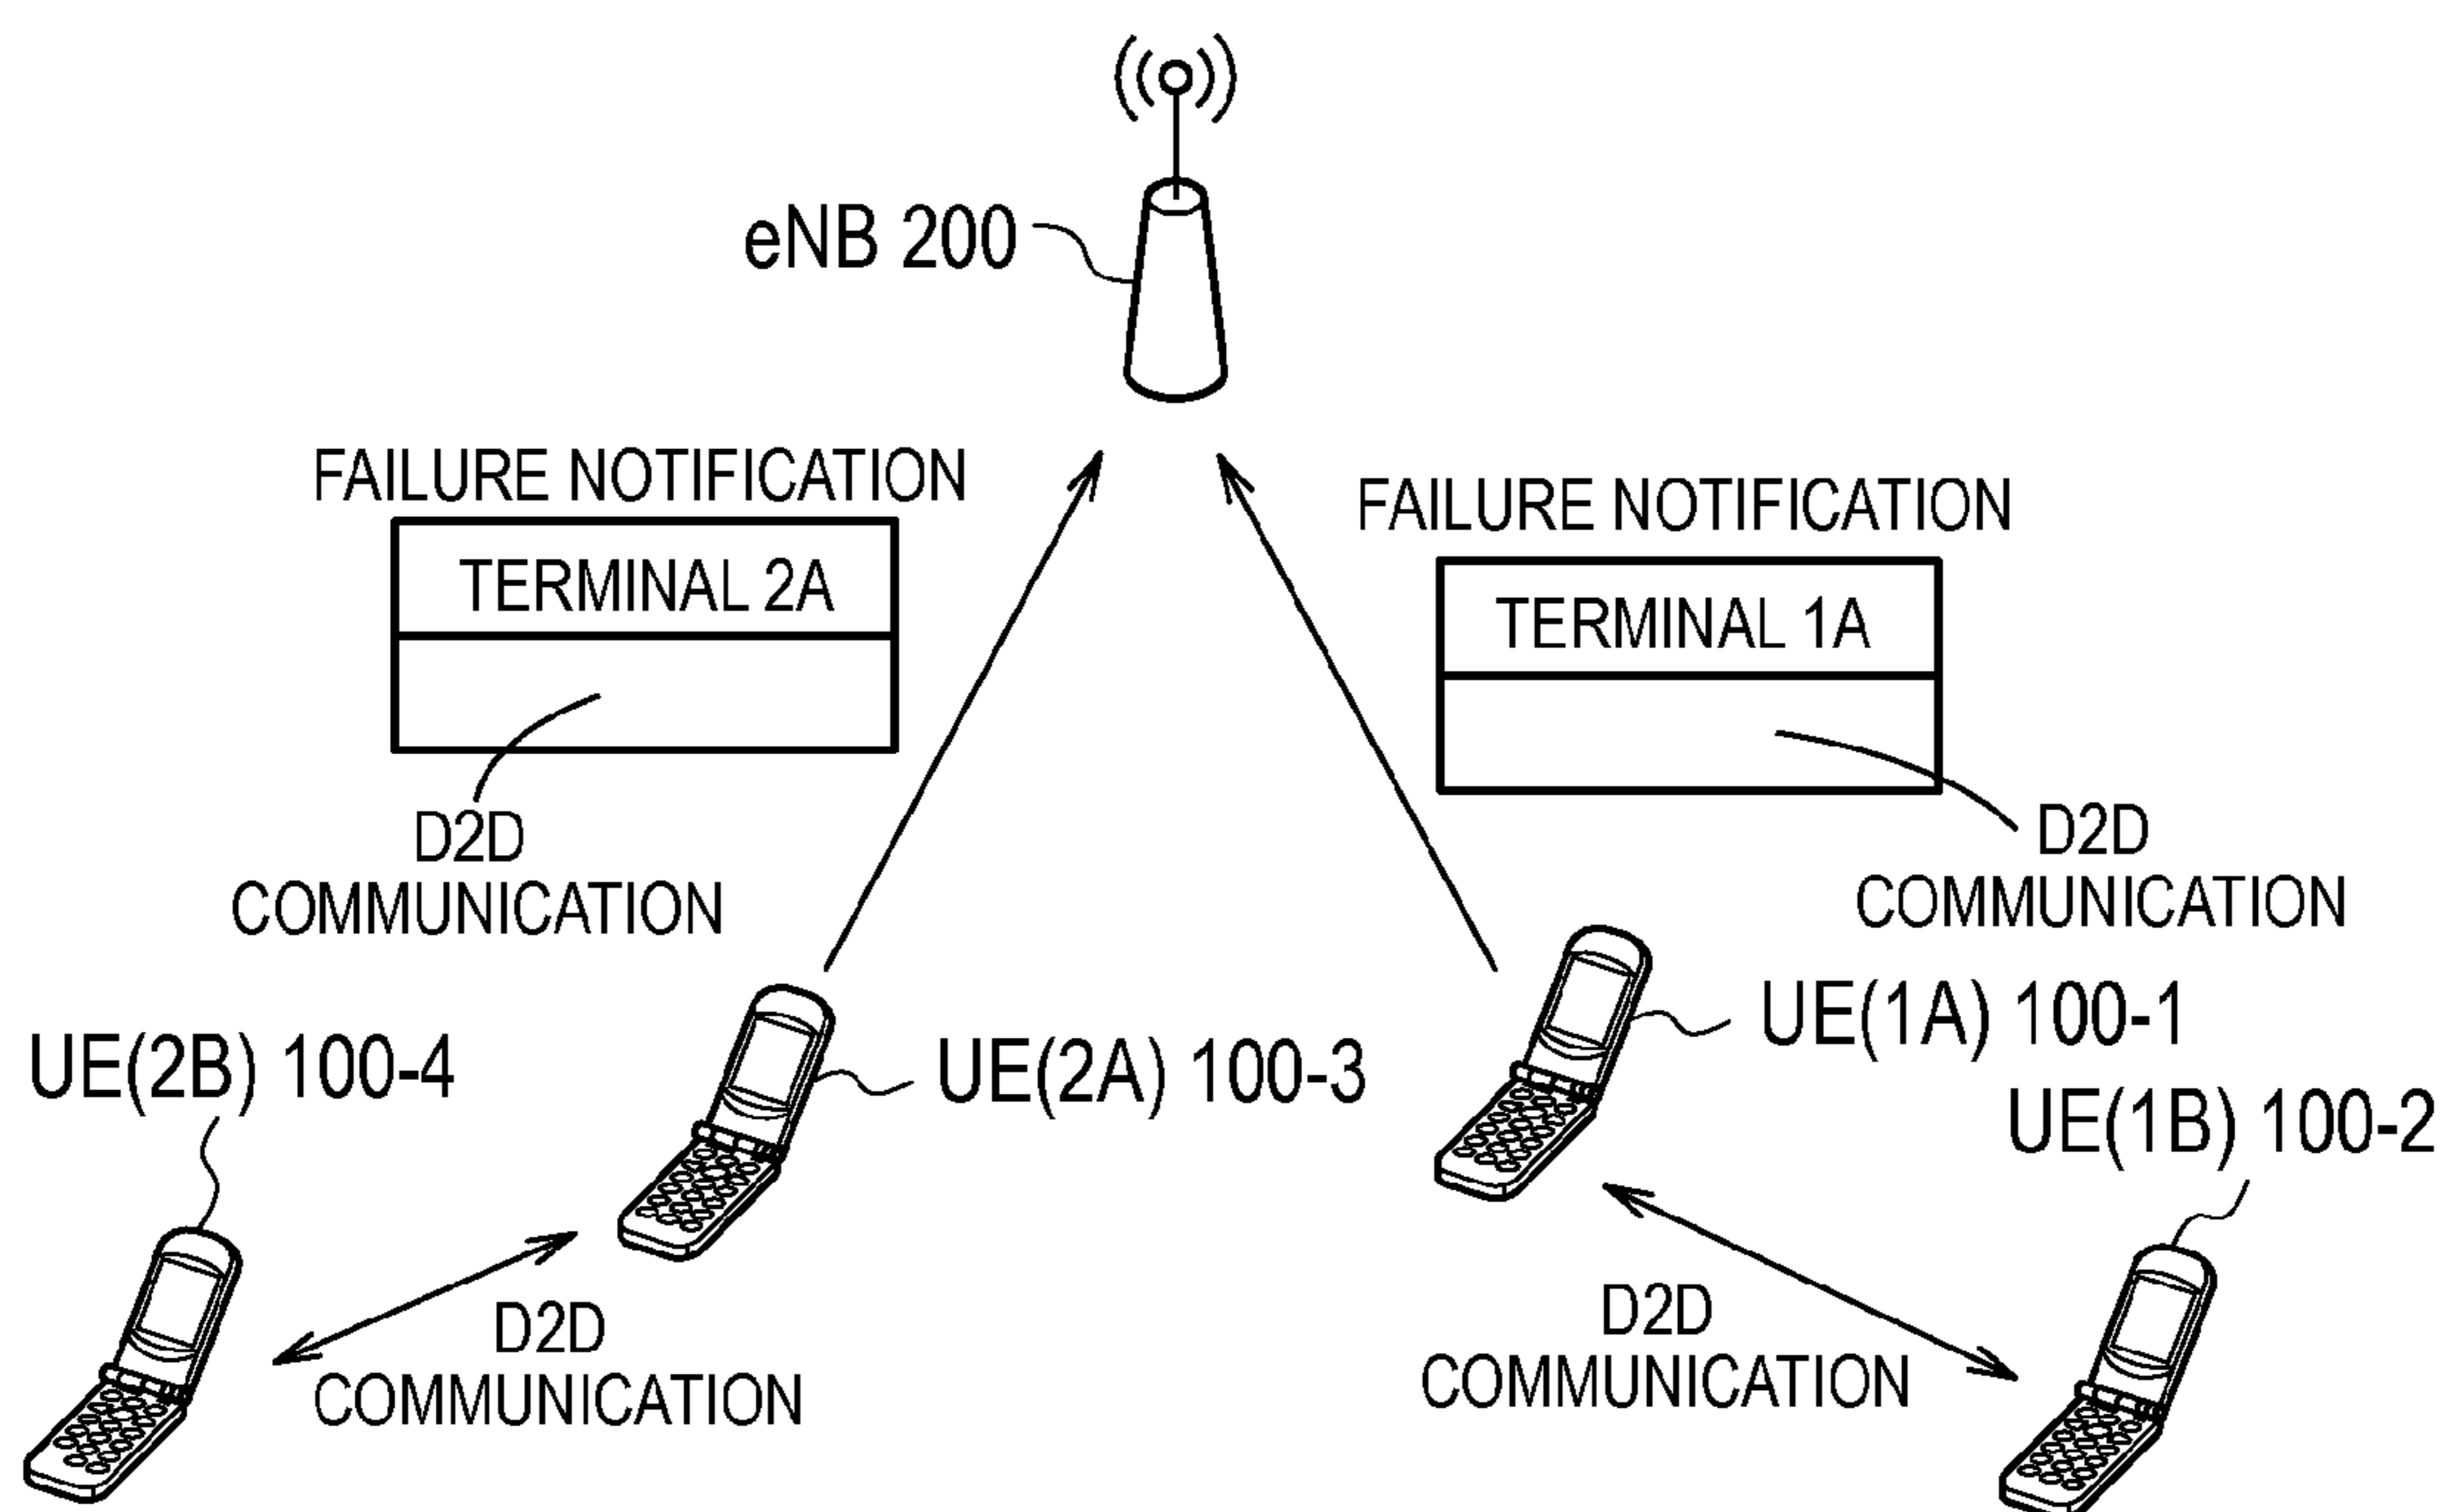 eNB 200
FAILURE NOTIFICATION
TERMINAL 2A
D2D
COMMUNICATION
FAILURE NOTIFICATION
TERMINAL 1A
D2D
COMMUNICATION
UE(2B) 100-4
UE(2A) 100-3
UE(1A) 100-1
UE(1B) 100-2
D2D
COMMUNICATION
D2D
COMMUNICATION